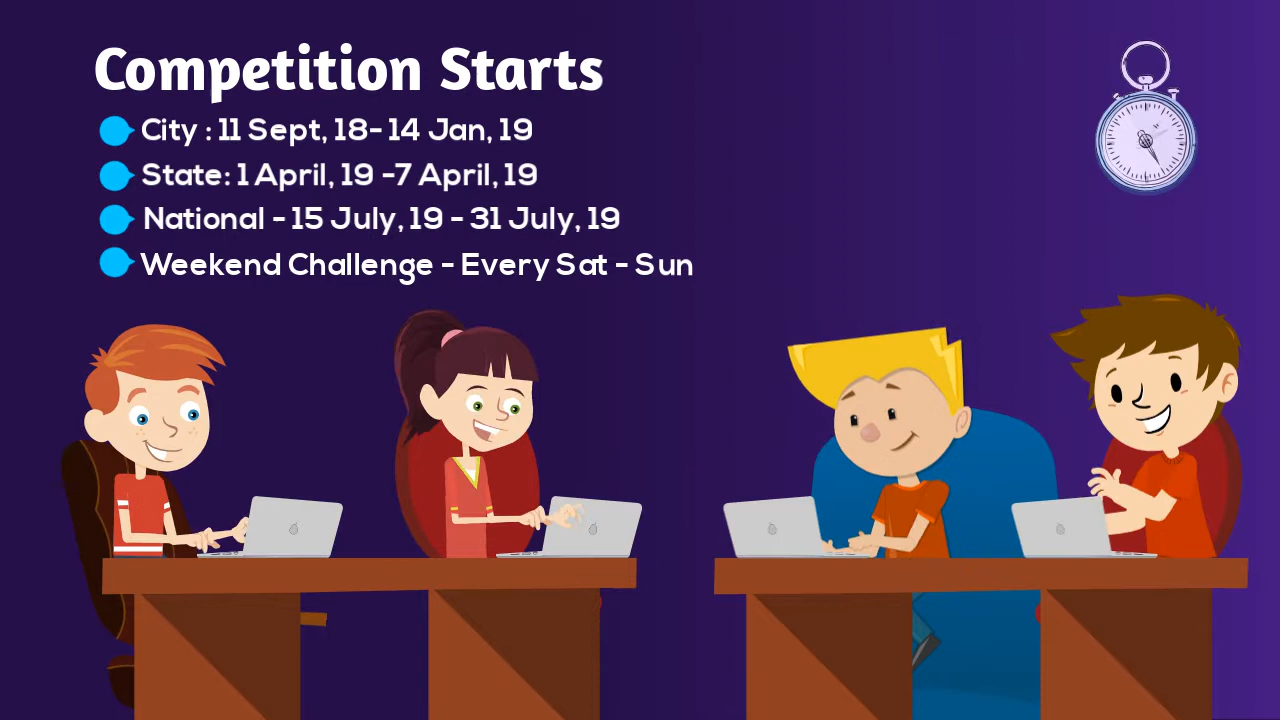 Competition Starts
City : 11 Sept, 18- 14 Jan, 19
State: 1 April, 19 -7 April, 19
National - 15 July, 19 - 31 July, 19
Weekend Challenge - Every Sat - Sun